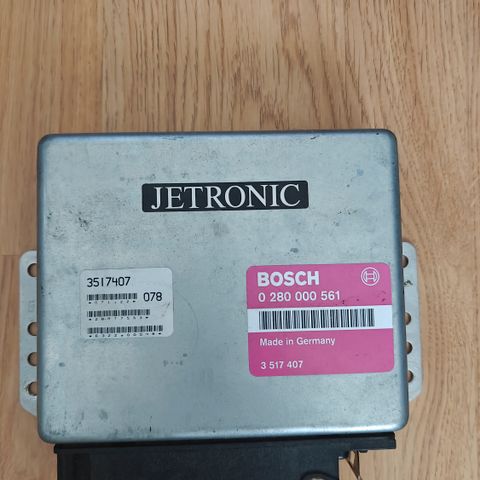 JETRONIC
3517407
078
BOSCH
0 280 000 561
Made in Germany
3 517 407